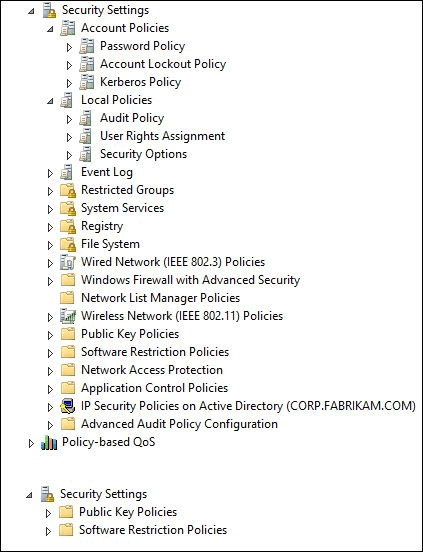 Security Settings
Account Policies
Password Policy
Account Lockout Policy
Kerberos Policy
Local Policies
Audit Policy
User Rights Assignment
Security Options
Event Log
Restricted Groups
System Services
Registry
File System
Wired Network (IEEE 802.3) Policies
Windows Firewall with Advanced Security
Network List Manager Policies
Wireless Network (IEEE 802.11) Policies
Public Key Policies
Software Restriction Policies
Network Access Protection
Application Control Policies
IP Security Policies on Active Directory (CORP.FABRIKAM.COM)
Advanced Audit Policy Configuration
Policy-based QoS
Security Settings
Public Key Policies
Software Restriction Policies